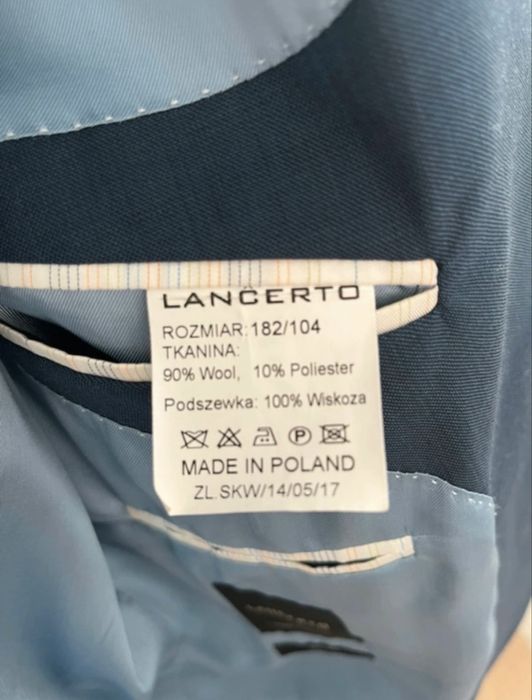 LANCERTO
ROZMIAR: 182/104
TKANINA:
90% Wool, 10% Poliester
Podszewka: 100% Wiskoza
MADE IN POLAND
ZL.SKW/14/05/17